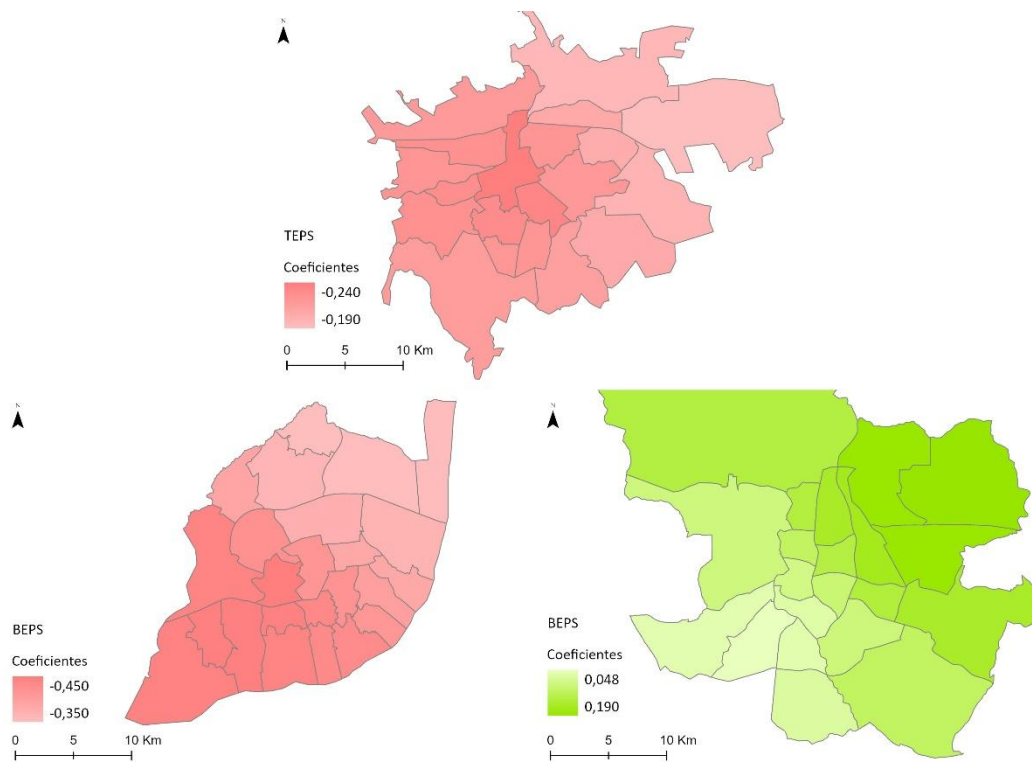 N
TEPS
Coeficientes
-0,240
-0,190
0 5 10 Km
N
BEPS
Coeficientes
-0,450
-0,350
0 5 10 Km
N
BEPS
Coeficientes
0,048
0,190
0 5 10 Km